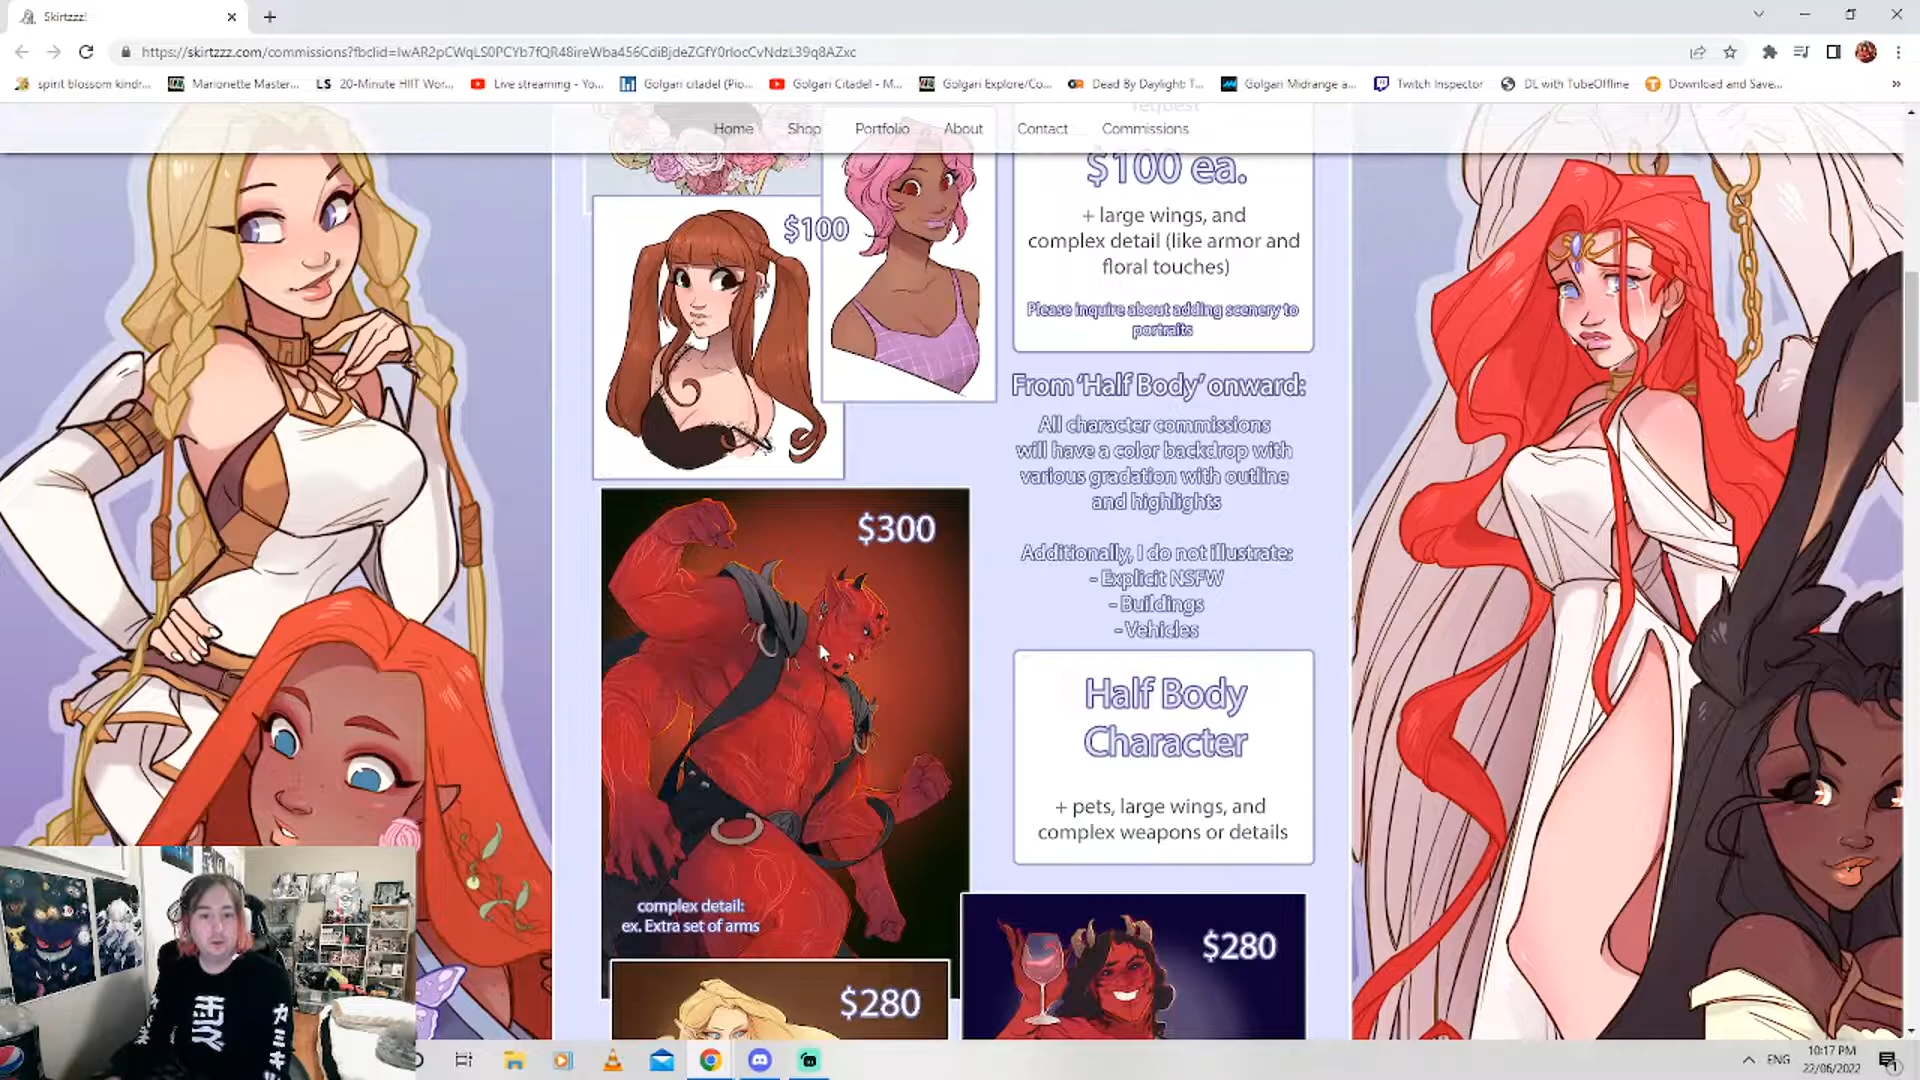 Skirtzzz!
https://skirtzzz.com/commissions?fbclid=IwAR2pCWqLS0PCYb7fQR48ireWba456CdiBjdeZGfY0rIocCvNdzL39q8AZxc
spirit blossom kindr...
Marionette Master...
LS 20-Minute HIIT Wor...
Live streaming - Yo...
Golgari citadel (Pio...
Golgari Citadel - M...
Golgari Explore/Co...
Dead By Daylight: T...
Golgari Midrange a...
Twitch Inspector
DL with TubeOffline
Download and Save...
request
Home
Shop
Portfolio
About
Contact
Commissions
$100 ea.
+ large wings, and
complex detail (like armor and
floral touches)
Please inquire about adding scenery to
portraits
$100
From 'Half Body' onward:
All character commissions
will have a color backdrop with
various gradation with outline
and highlights
Additionally, I do not illustrate:
- Explicit NSFW
- Buildings
- Vehicles
$300
complex detail:
ex. Extra set of arms
Half Body
Character
+ pets, large wings, and
complex weapons or details
$280
$280
ENG
10:17 PM
22/06/2022